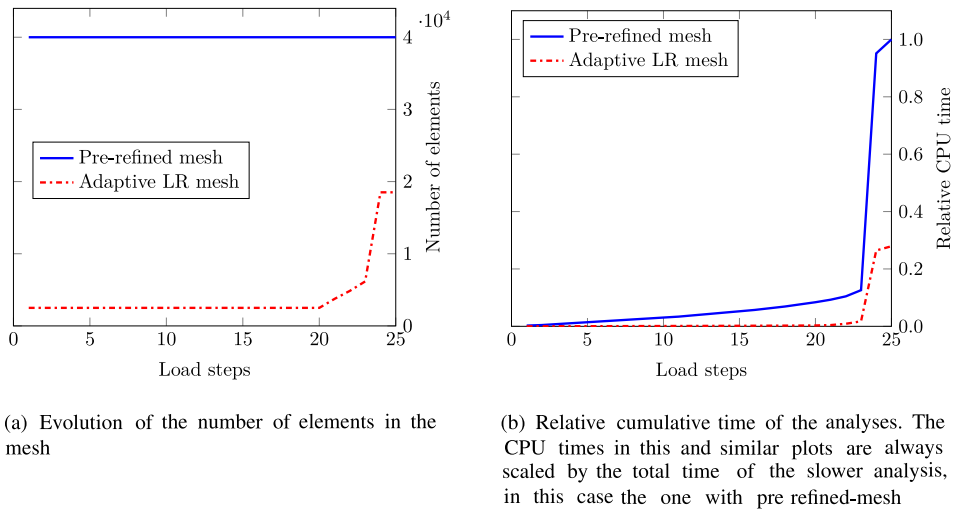 ·10⁴
4
3
2
1
0
Number of elements
Pre-refined mesh
Adaptive LR mesh
0 5 10 15 20 25
Load steps
(a) Evolution of the number of elements in the
mesh
1.0
0.8
0.6
0.4
0.2
0.0
Relative CPU time
Pre-refined mesh
Adaptive LR mesh
0 5 10 15 20 25
Load steps
(b) Relative cumulative time of the analyses. The
CPU times in this and similar plots are always
scaled by the total time of the slower analysis,
in this case the one with pre refined-mesh